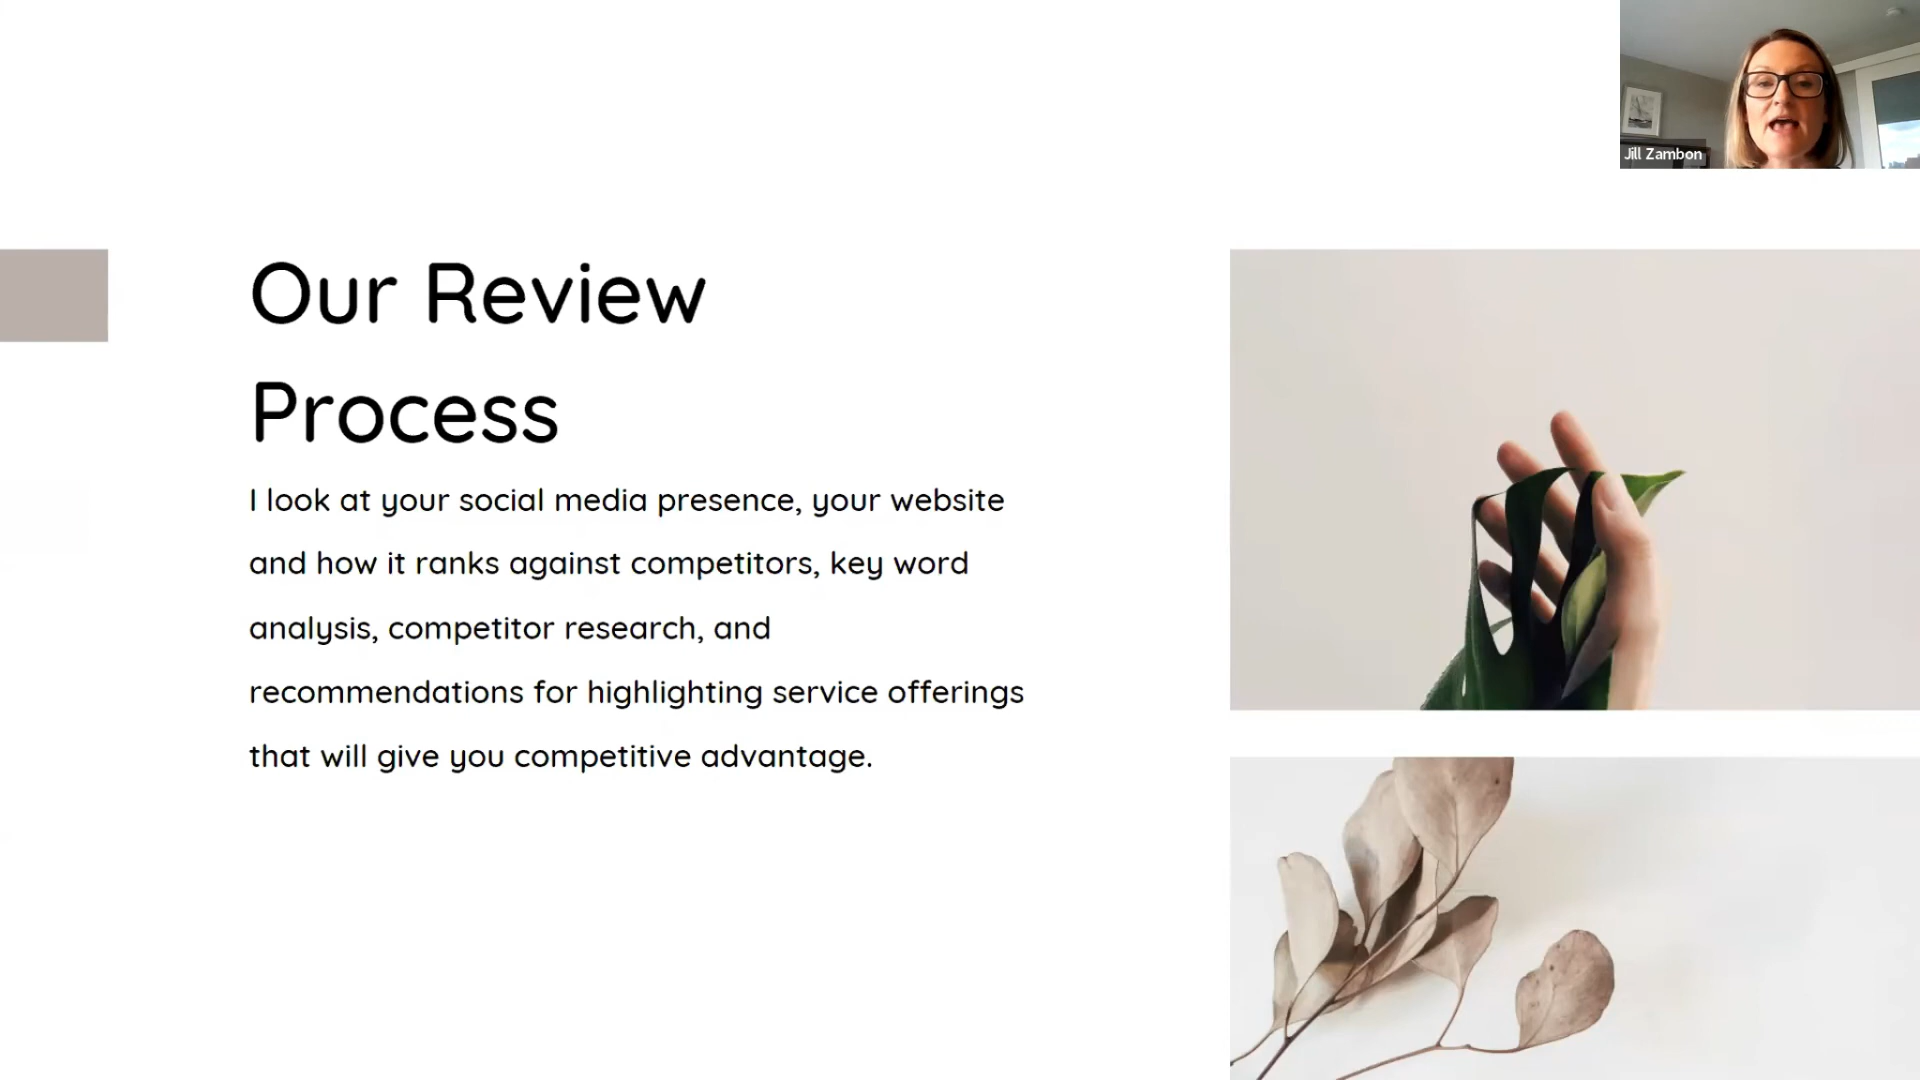 Jill Zambon
Our Review
Process
I look at your social media presence, your website
and how it ranks against competitors, key word
analysis, competitor research, and
recommendations for highlighting service offerings
that will give you competitive advantage.